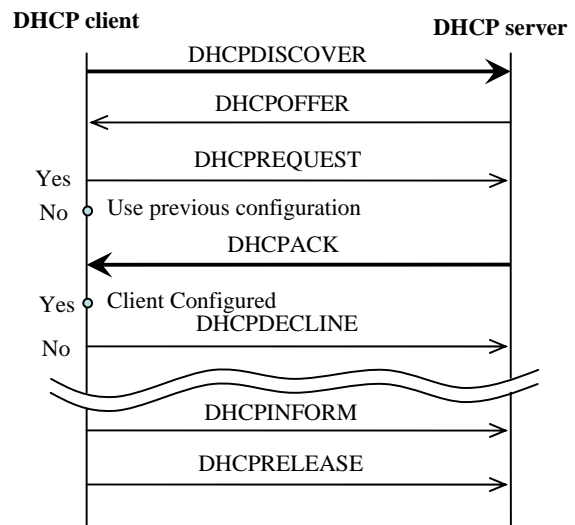 DHCP client
DHCP server
DHCPDISCOVER
DHCPOFFER
DHCPREQUEST
Yes
No
Use previous configuration
DHCPACK
Yes
Client Configured
DHCPDECLINE
No
DHCPINFORM
DHCPRELEASE